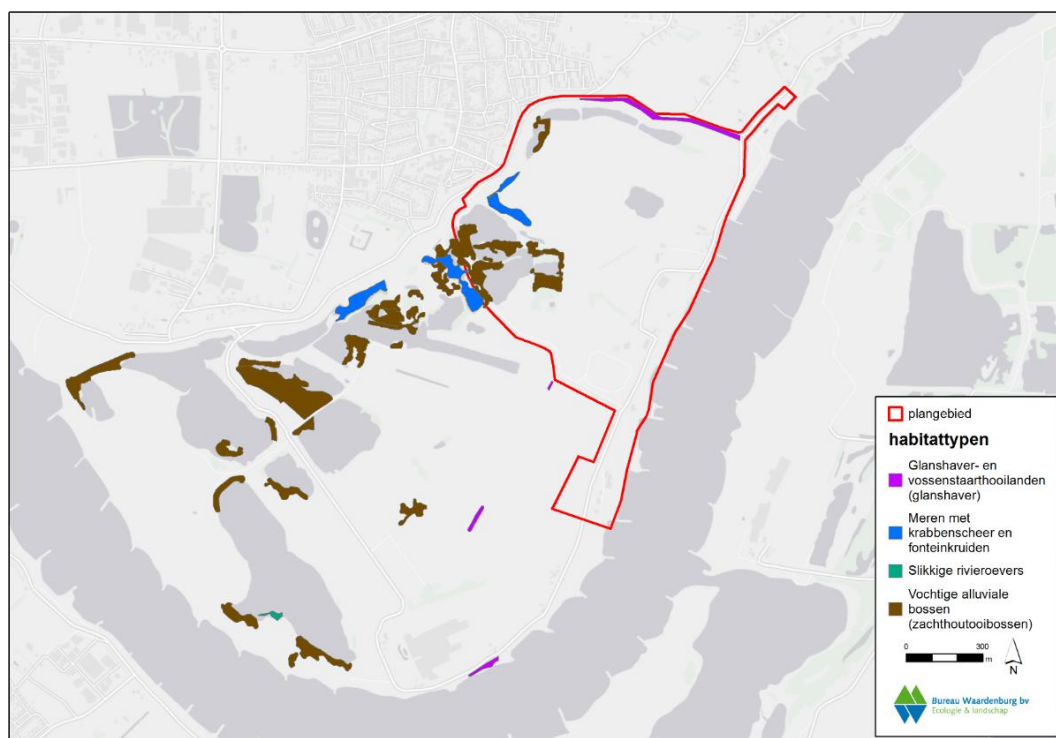 plangebied
habitattypen
Glanshaver- en
vossenstaarthooilanden
(glanshaver)
Meren met
krabbenscheer en
fonteinkruiden
Slikkige rivieroevers
Vochtige alluviale
bossen
(zachthoutooibossen)
0 300
m
N
Bureau Waardenburg bv
Ecologie & landschap